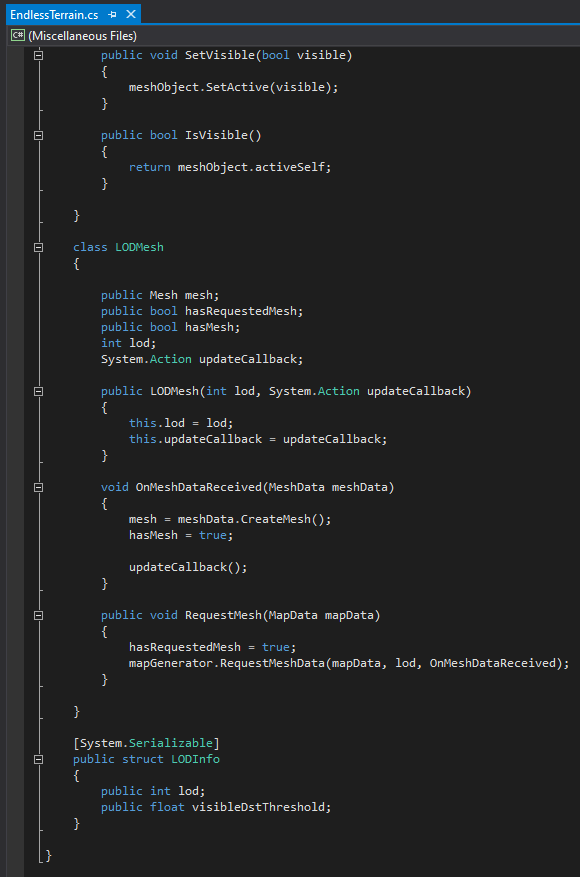 EndlessTerrain.cs
C# (Miscellaneous Files)
public void SetVisible(bool visible)
{
meshObject.SetActive(visible);
}
public bool IsVisible()
{
return meshObject.activeSelf;
}
}
class LODMesh
{
public Mesh mesh;
public bool hasRequestedMesh;
public bool hasMesh;
int lod;
System.Action updateCallback;
public LODMesh(int lod, System.Action updateCallback)
{
this.lod = lod;
this.updateCallback = updateCallback;
}
void OnMeshDataReceived(MeshData meshData)
{
mesh = meshData.CreateMesh();
hasMesh = true;
updateCallback();
}
public void RequestMesh(MapData mapData)
{
hasRequestedMesh = true;
mapGenerator.RequestMeshData(mapData, lod, OnMeshDataReceived);
}
}
[System.Serializable]
public struct LODInfo
{
public int lod;
public float visibleDstThreshold;
}
}